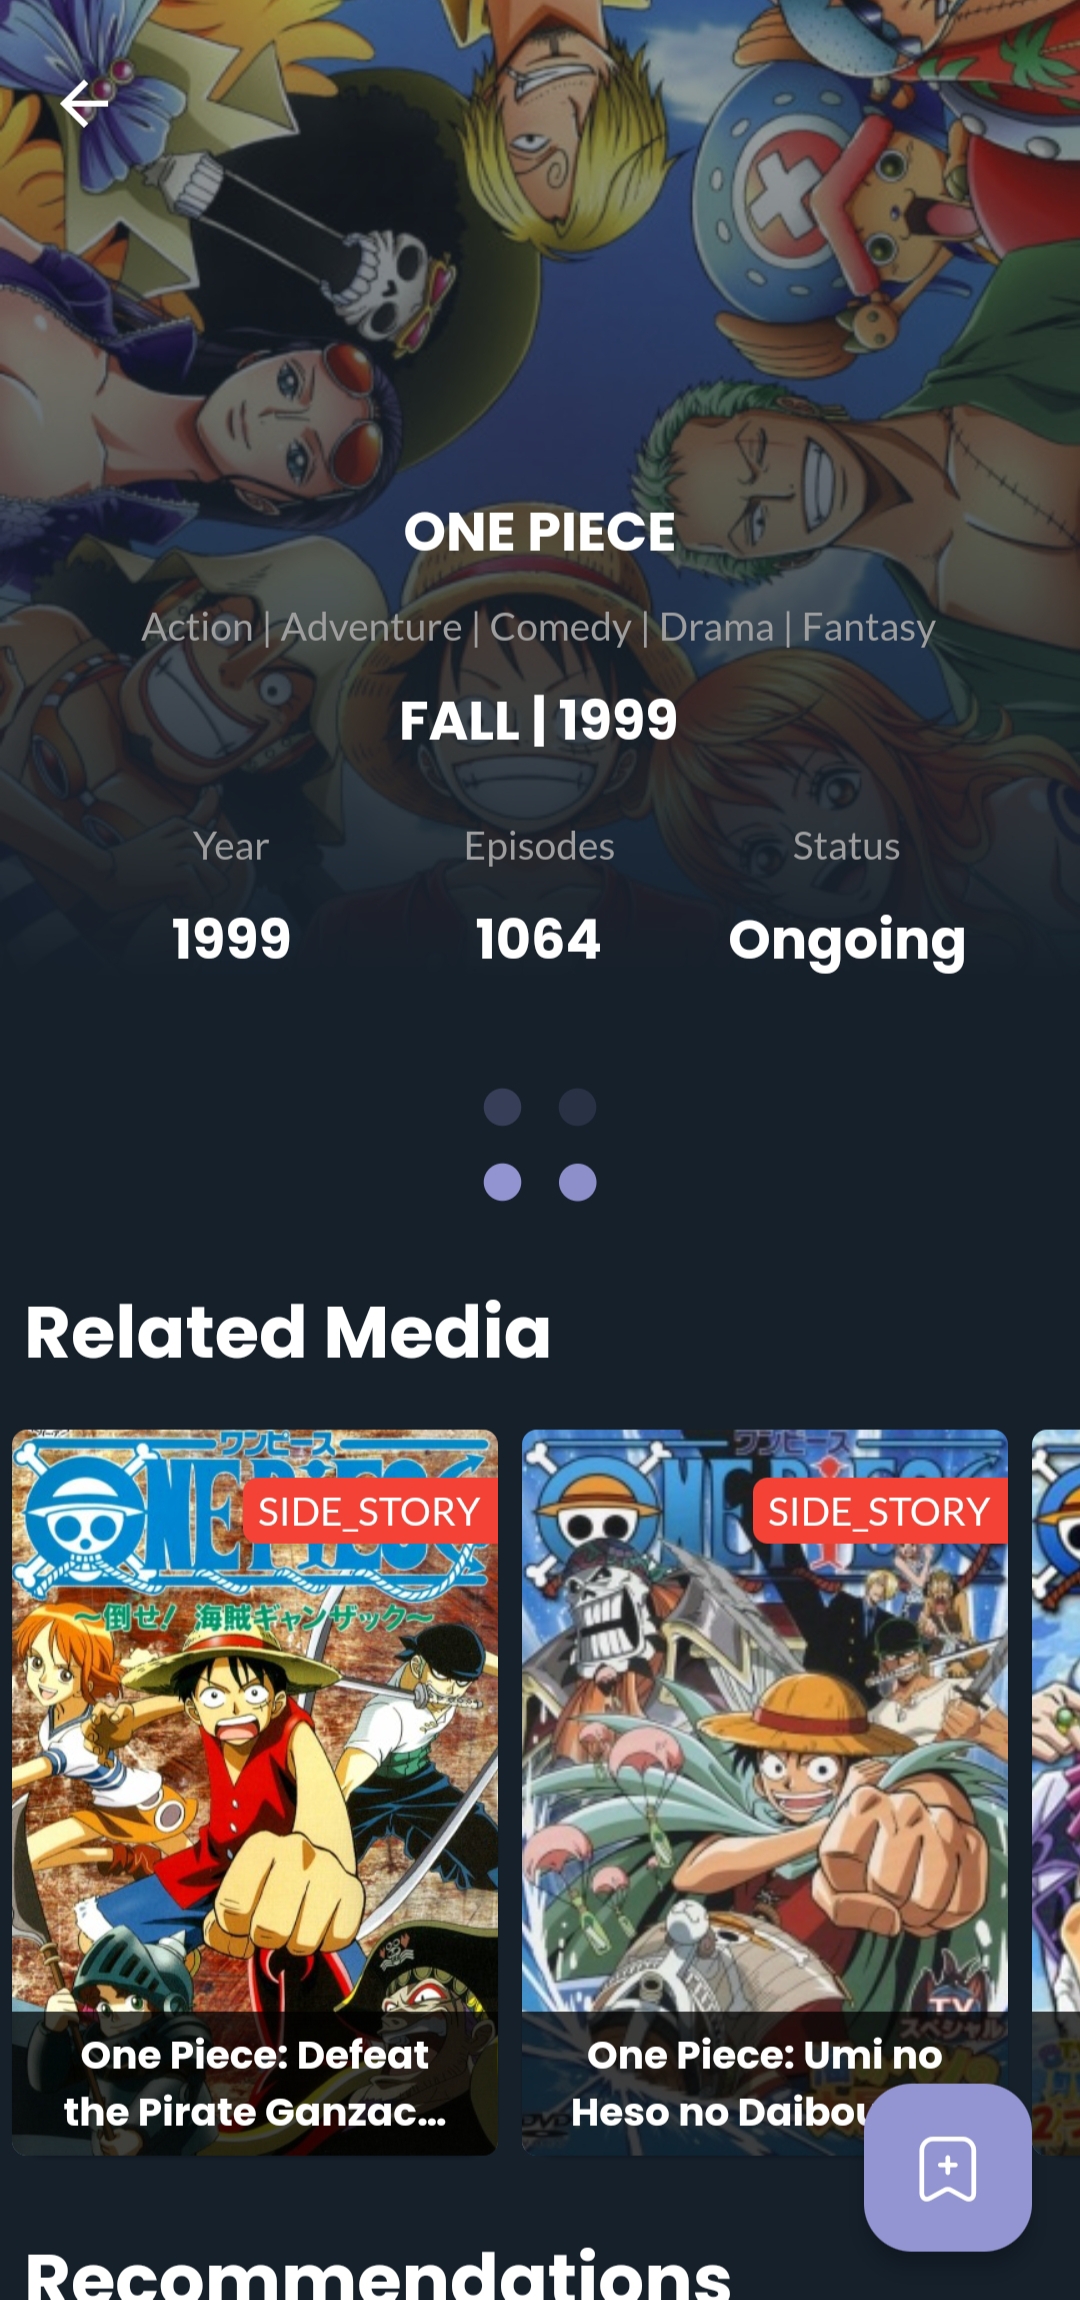 ONE PIECE
Action | Adventure | Comedy | Drama | Fantasy
FALL | 1999
Year
Episodes
Status
1999
1064
Ongoing
Related Media
ワンピース
ONE PIECE
SIDE_STORY
〜倒せ! 海賊ギャンザック〜
One Piece: Defeat
the Pirate Ganzac...
ワンピース
ONE PIECE
SIDE_STORY
TV
スペシャル
DVD
One Piece: Umi no
Heso no Daibou
Recommendations